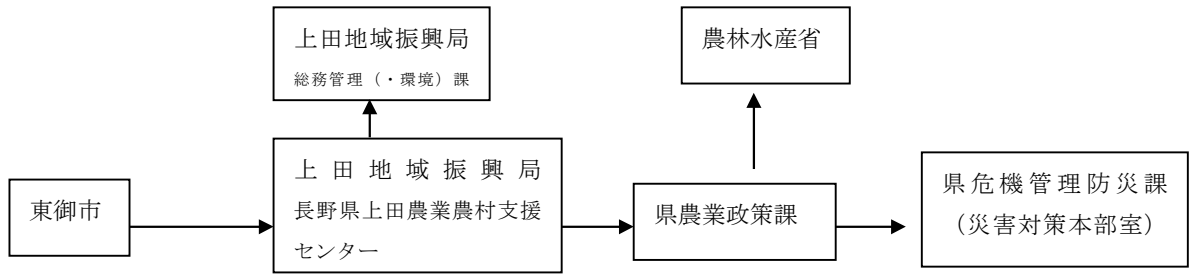 上田地域振興局
総務管理（・環境）課
農林水産省
東御市
上田地域振興局
長野県上田農業農村支援
センター
県農業政策課
県危機管理防災課
（災害対策本部室）